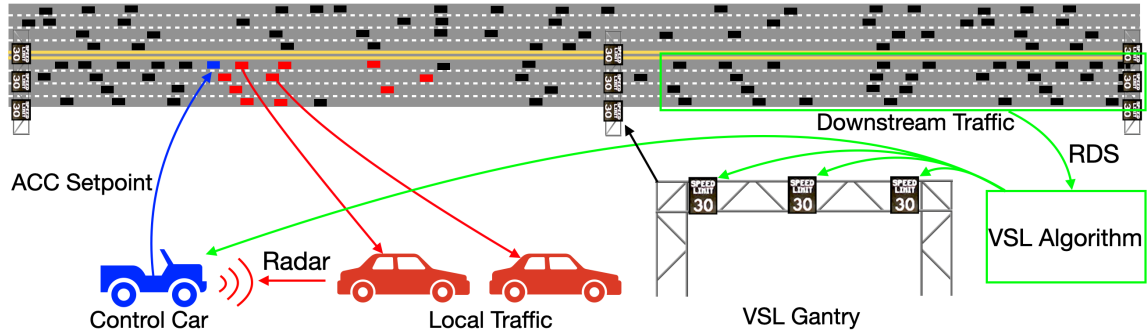 Downstream Traffic
RDS
ACC Setpoint
SPEED LIMIT 30
SPEED LIMIT 30
SPEED LIMIT 30
VSL Algorithm
Radar
Control Car
Local Traffic
VSL Gantry